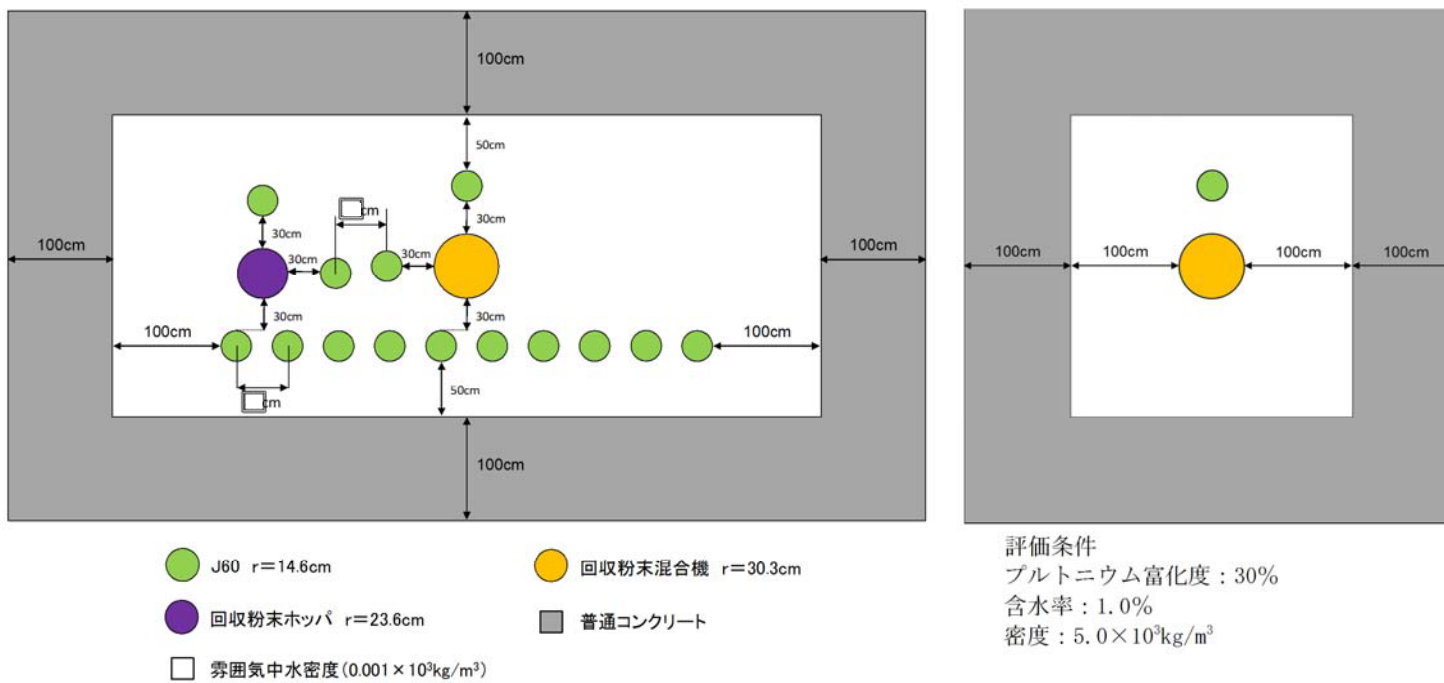 100cm
50cm
cm
30cm
30cm
100cm
30cm
30cm
100cm
30cm
30cm
100cm
100cm
cm
50cm
100cm
100cm
100cm
100cm
100cm
J60 r=14.6cm
回収粉末混合機 r=30.3cm
回収粉末ホッパ r=23.6cm
普通コンクリート
雰囲気中水密度(0.001×10³kg/m³)
評価条件
プルトニウム富化度:30%
含水率:1.0%
密度:5.0×10³kg/m³